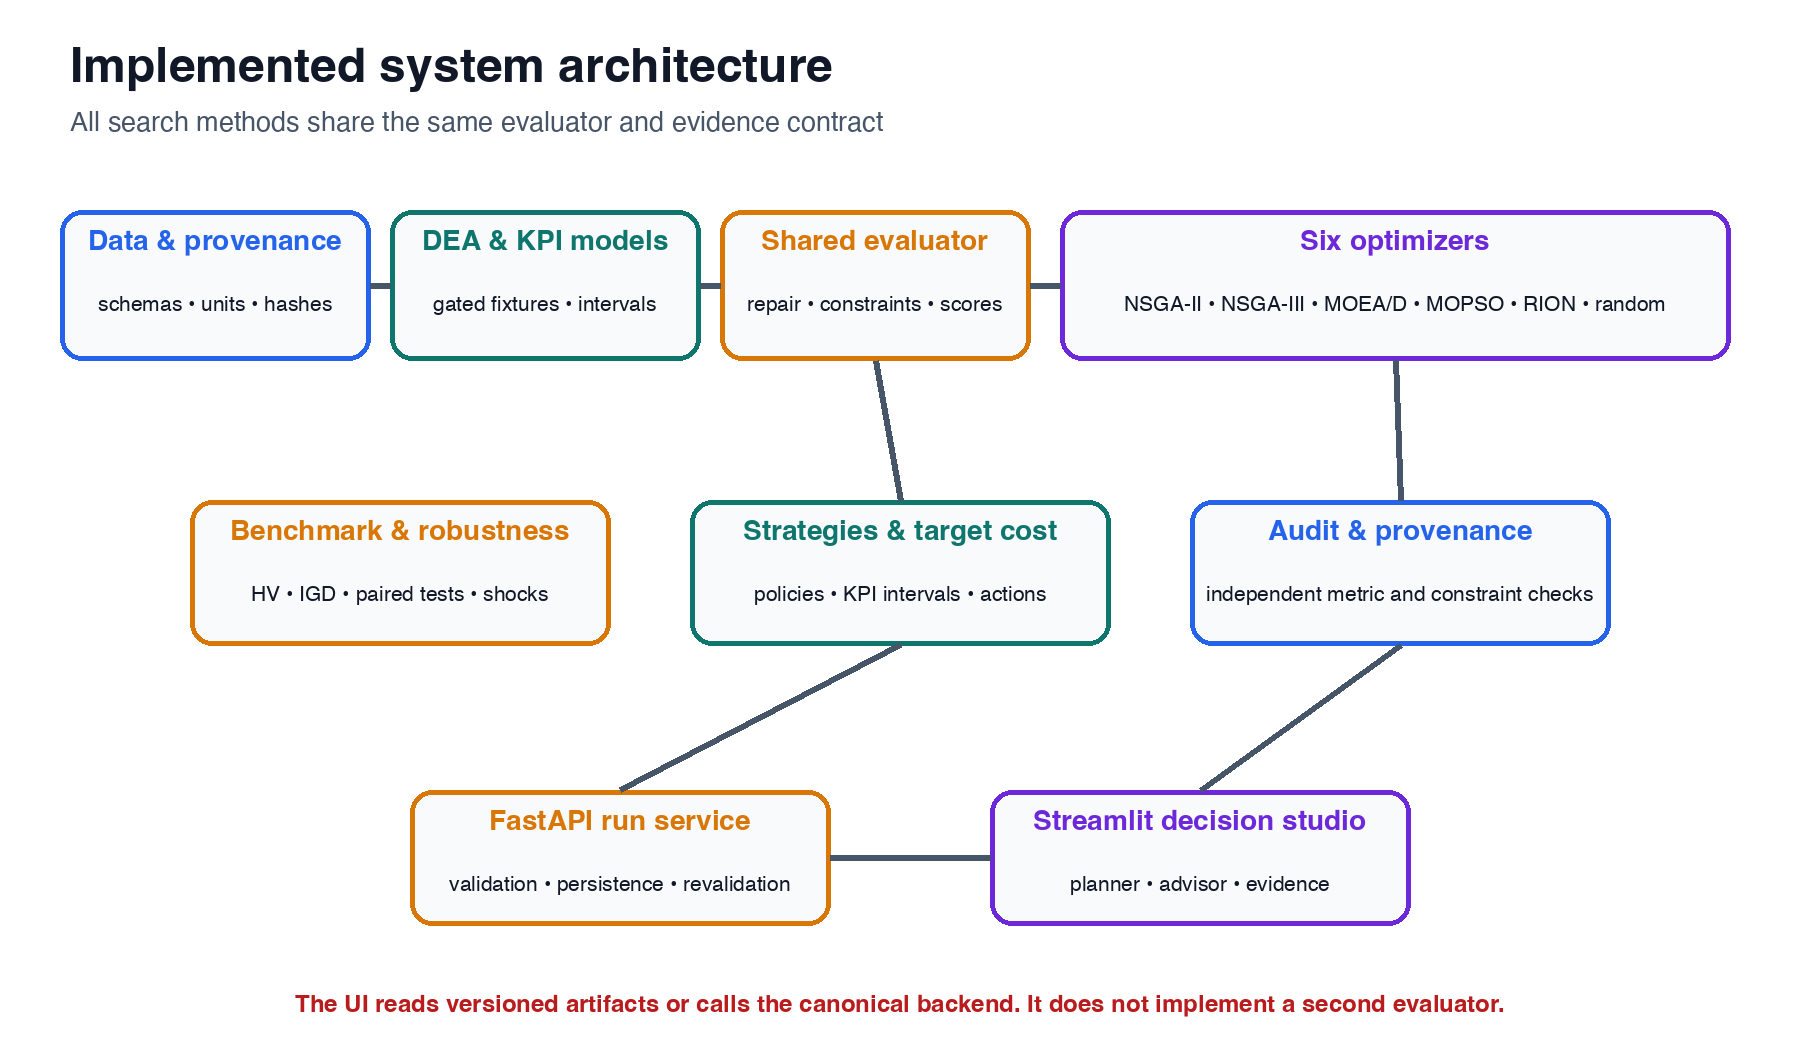 Implemented system architecture
All search methods share the same evaluator and evidence contract
Data & provenance
schemas • units • hashes
DEA & KPI models
gated fixtures • intervals
Shared evaluator
repair • constraints • scores
Six optimizers
NSGA-II • NSGA-III • MOEA/D • MOPSO • RION • random
Benchmark & robustness
HV • IGD • paired tests • shocks
Strategies & target cost
policies • KPI intervals • actions
Audit & provenance
independent metric and constraint checks
FastAPI run service
validation • persistence • revalidation
Streamlit decision studio
planner • advisor • evidence
The UI reads versioned artifacts or calls the canonical backend. It does not implement a second evaluator.